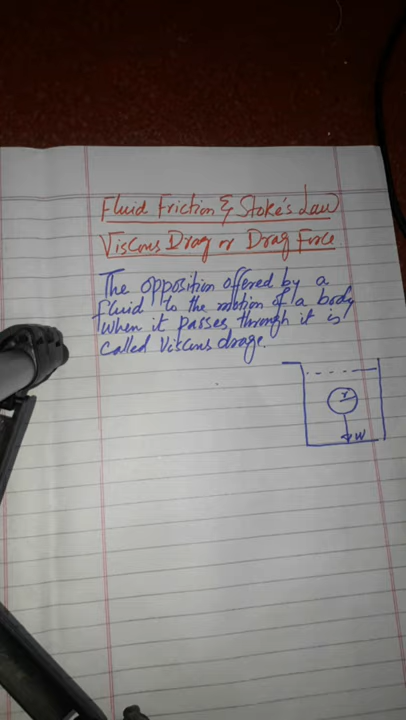 Fluid Friction & Stoke's Law
Viscous Drag or Drag Force
The opposition offered by a
fluid to the motion of a body
when it passes through it is
called Viscous drage.
r
W